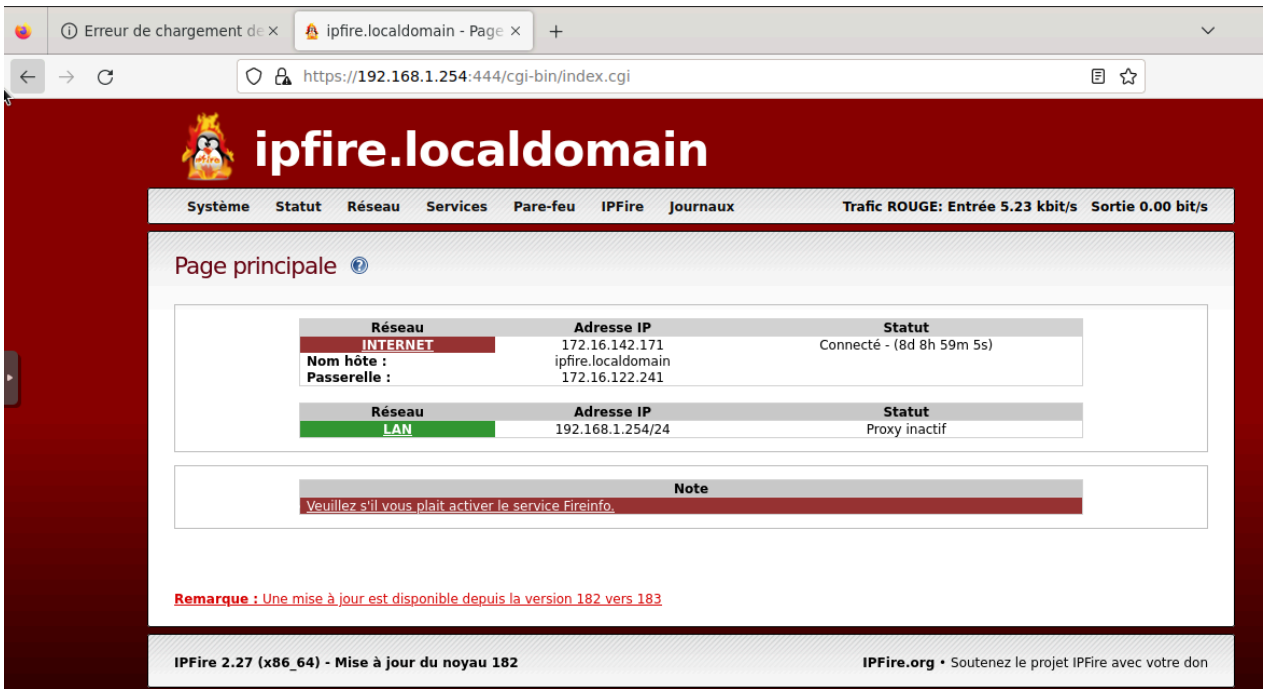 Erreur de chargement de
ipfire.localdomain - Page
https://192.168.1.254:444/cgi-bin/index.cgi
ipfire.localdomain
Système Statut Réseau Services Pare-feu IPFire Journaux Trafic ROUGE: Entrée 5.23 kbit/s Sortie 0.00 bit/s
Page principale
Réseau Adresse IP Statut
INTERNET 172.16.142.171 Connecté - (8d 8h 59m 5s)
Nom hôte : ipfire.localdomain
Passerelle : 172.16.122.241
Réseau Adresse IP Statut
LAN 192.168.1.254/24 Proxy inactif
Note
Veuillez s'il vous plait activer le service Fireinfo.
Remarque : Une mise à jour est disponible depuis la version 182 vers 183
IPFire 2.27 (x86_64) - Mise à jour du noyau 182 IPFire.org • Soutenez le projet IPFire avec votre don